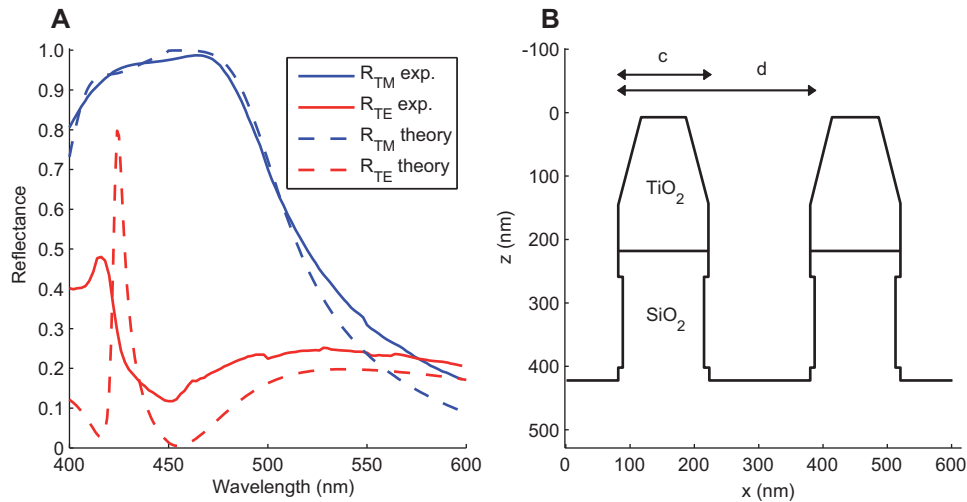 A
Reflectance
1.0
0.9
0.8
0.7
0.6
0.5
0.4
0.3
0.2
0.1
0
400
450
500
550
600
Wavelength (nm)
R_TM exp.
R_TE exp.
R_TM theory
R_TE theory
B
z (nm)
-100
0
100
200
300
400
500
c
d
TiO₂
SiO₂
0
100
200
300
400
500
600
x (nm)